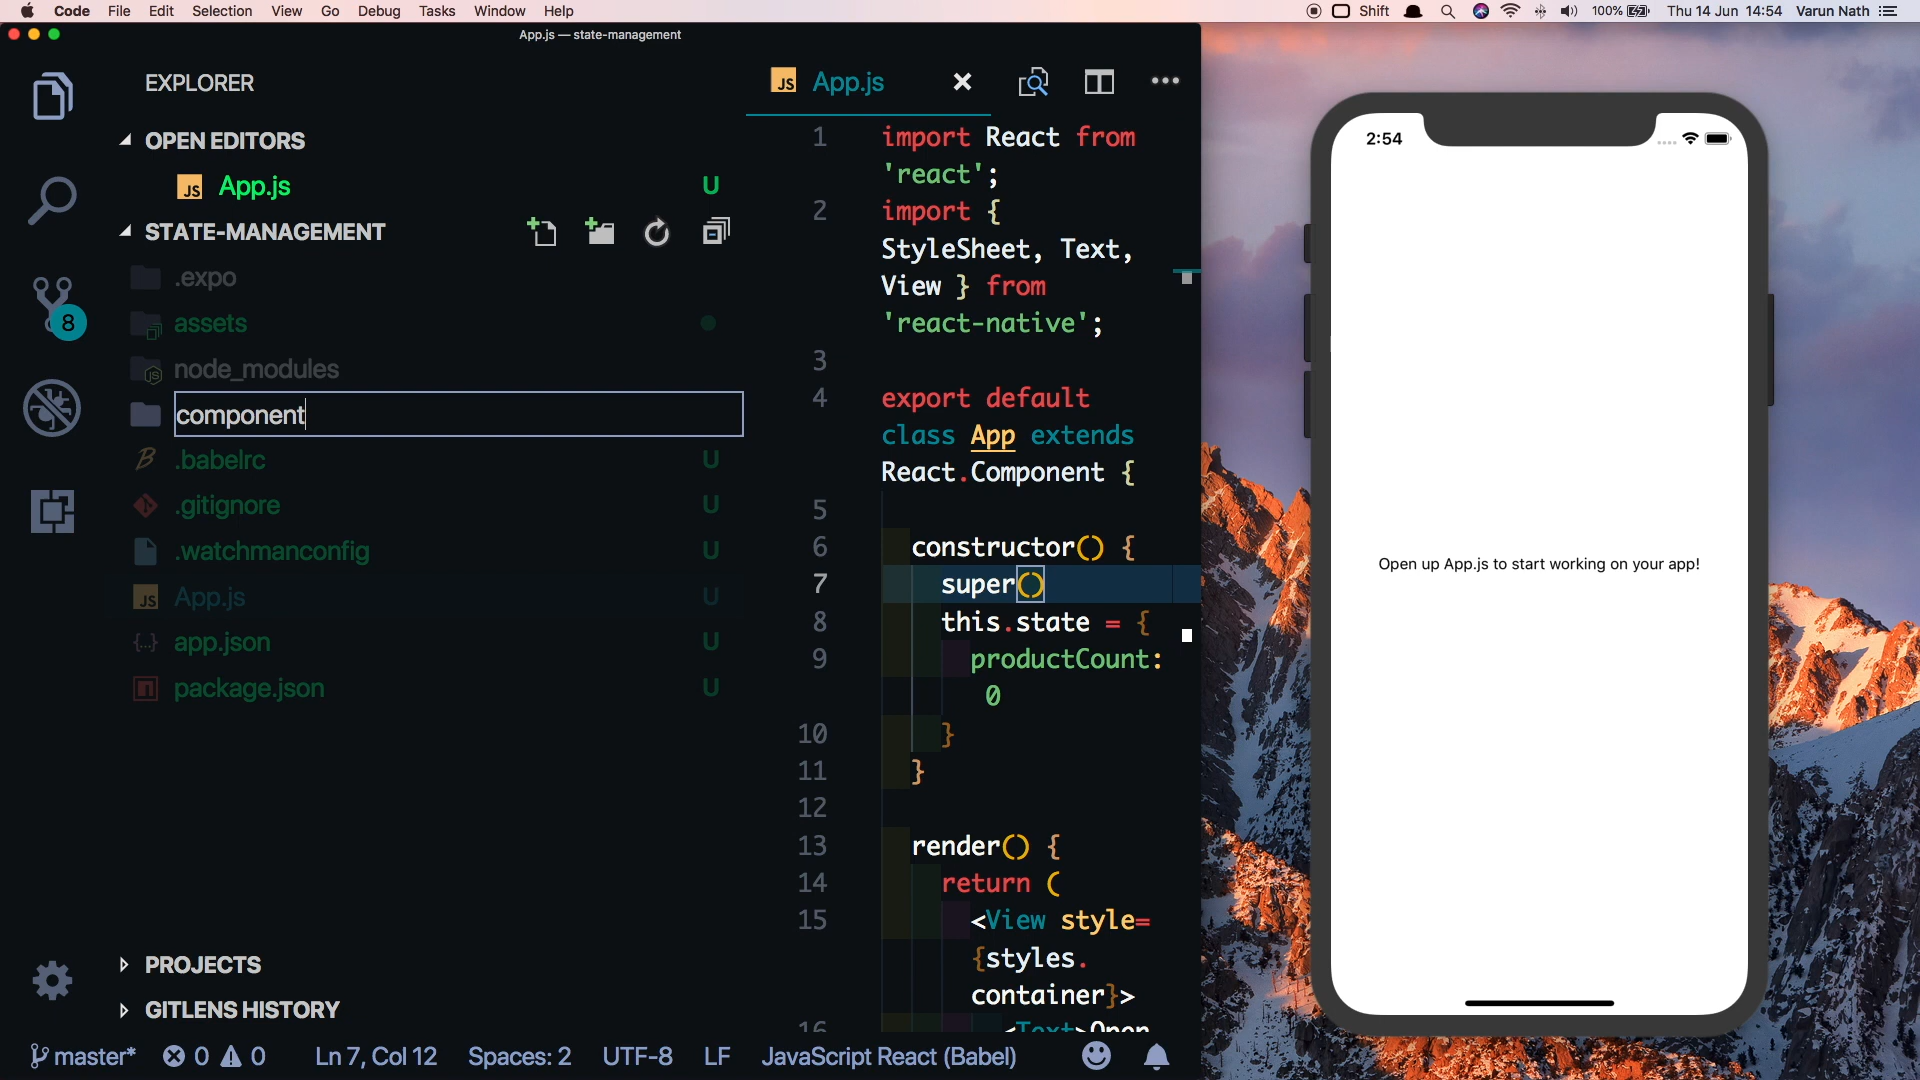 Code File Edit Selection View Go Debug Tasks Window Help
Shift 100% Thu 14 Jun 14:54 Varun Nath
App.js — state-management
EXPLORER
OPEN EDITORS
JS App.js U
STATE-MANAGEMENT
.expo
assets
node_modules
component
.babelrc U
.gitignore U
.watchmanconfig U
JS App.js U
app.json U
package.json U
PROJECTS
GITLENS HISTORY
8
JS App.js
1 import React from
'react';
2 import {
StyleSheet, Text,
View } from
'react-native';
3
4 export default
class App extends
React.Component {
5
6 constructor() {
7 super()
8 this.state = {
9 productCount:
0
10 }
11 }
12
13 render() {
14 return (
15 <View style=
{styles.
container}>
16 <Text>Open
master* 0 0 Ln 7, Col 12 Spaces: 2 UTF-8 LF JavaScript React (Babel)
2:54
Open up App.js to start working on your app!